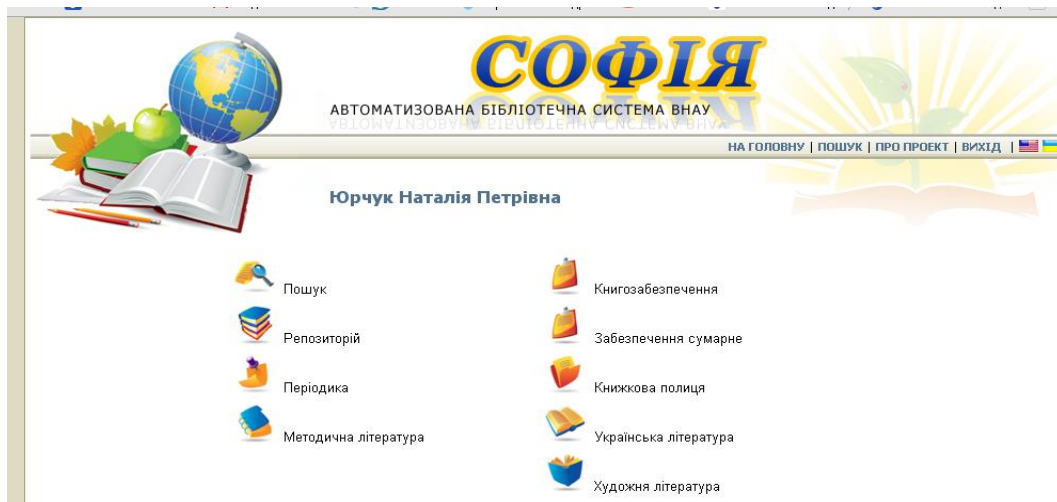 СОФІЯ
АВТОМАТИЗОВАНА БІБЛІОТЕЧНА СИСТЕМА ВНАУ
НА ГОЛОВНУ | ПОШУК | ПРО ПРОЕКТ | ВИХІД |
Юрчук Наталія Петрівна
Пошук
Книгозабезпечення
Репозиторій
Забезпечення сумарне
Періодика
Книжкова полиця
Методична література
Українська література
Художня література